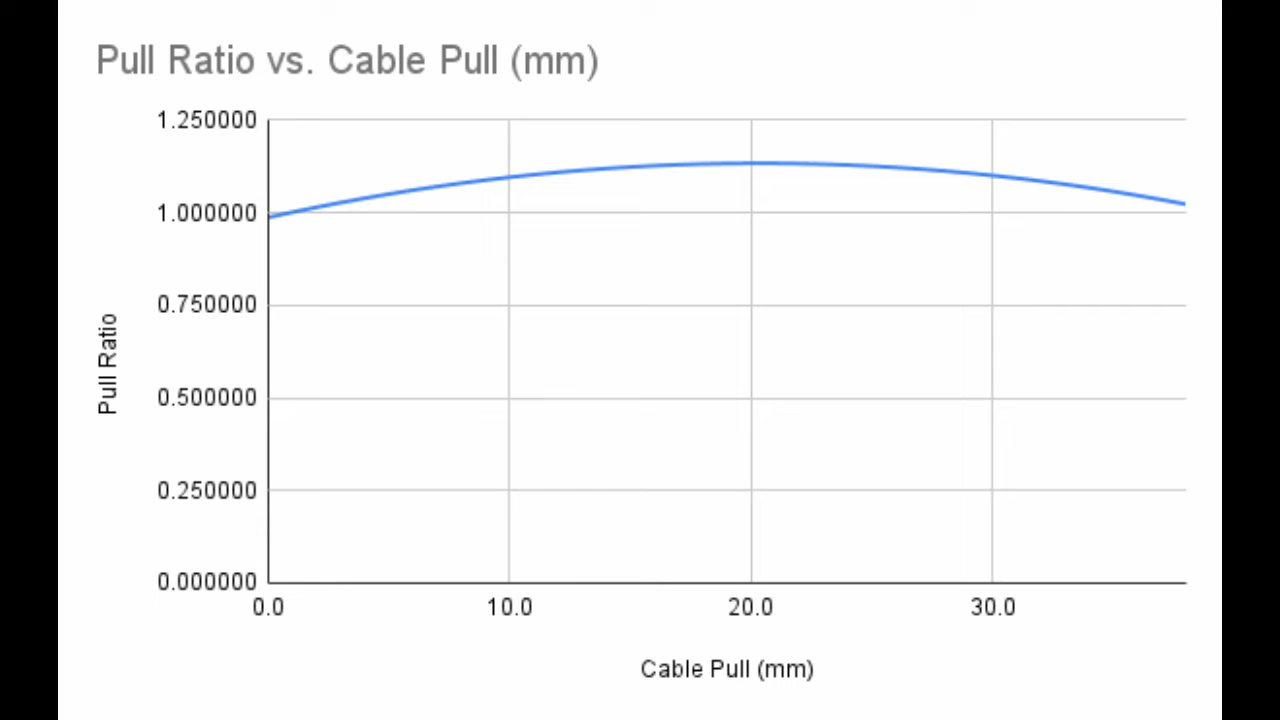 Pull Ratio vs. Cable Pull (mm)
1.250000
1.000000
0.750000
0.500000
0.250000
0.000000
Pull Ratio
0.0 10.0 20.0 30.0
Cable Pull (mm)